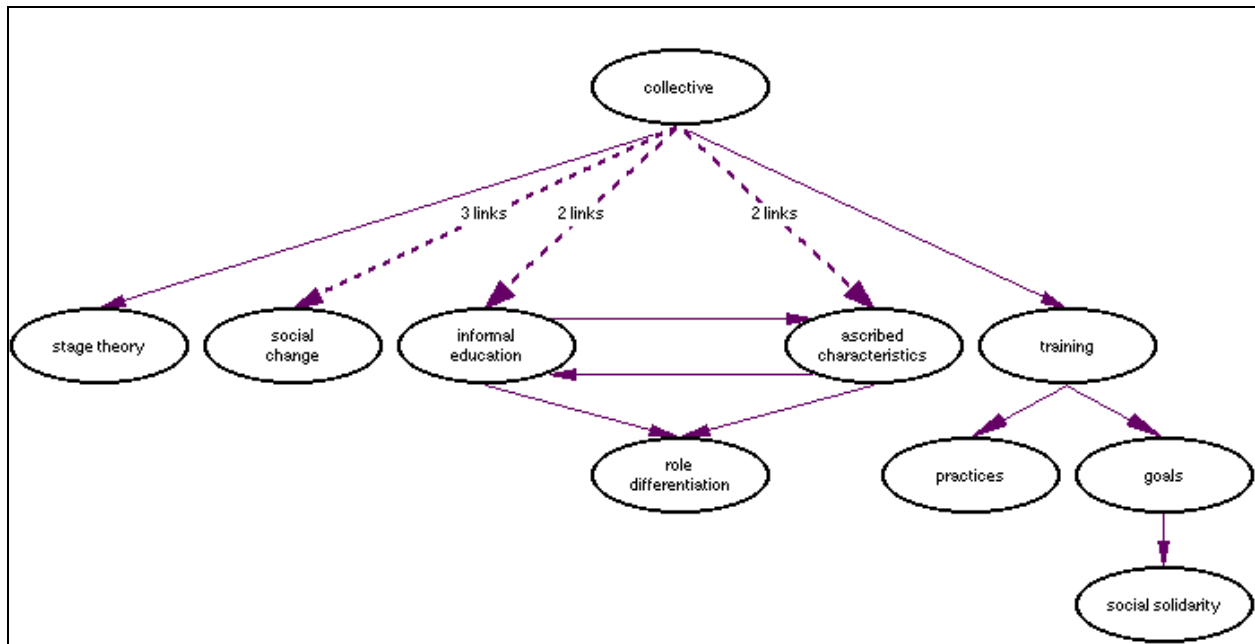 collective
3 links
2 links
2 links
stage theory
social
change
informal
education
ascribed
characteristics
training
role
differentiation
practices
goals
social solidarity